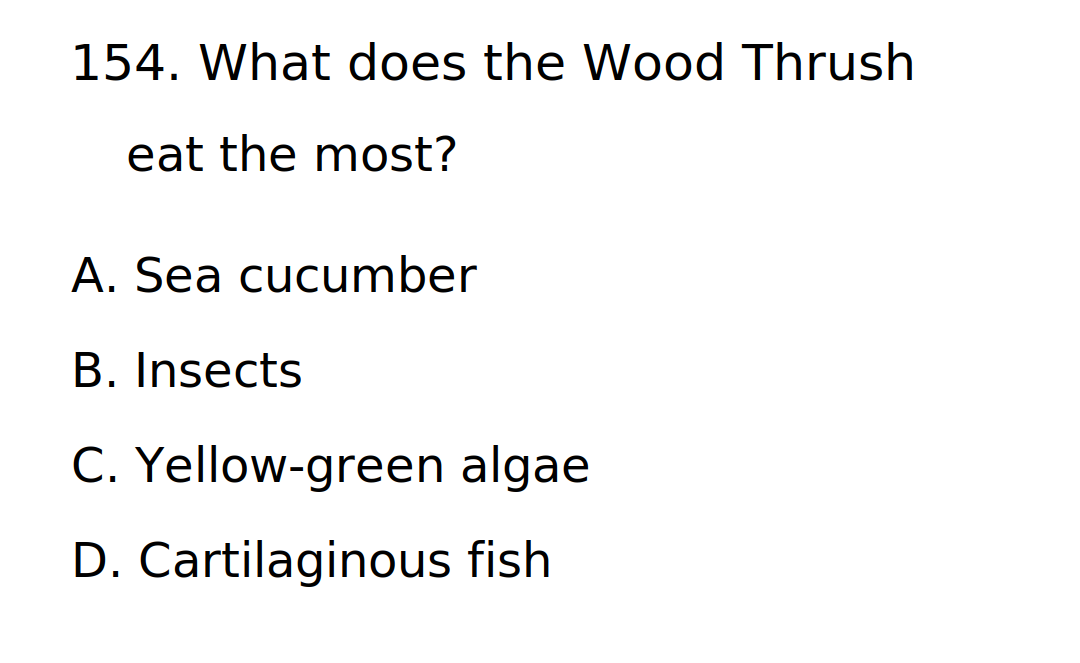 154. What does the Wood Thrush
eat the most?
A. Sea cucumber
B. Insects
C. Yellow-green algae
D. Cartilaginous fish